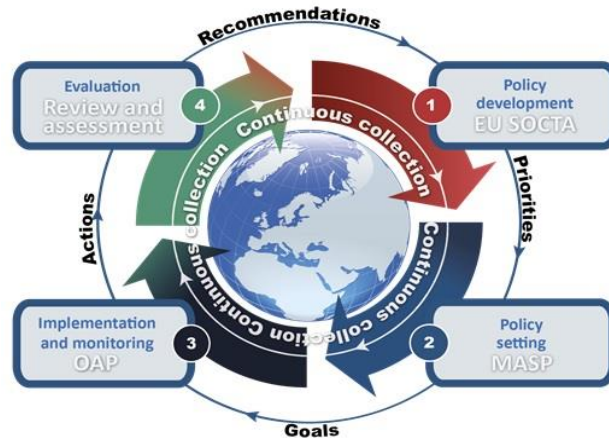 Recommendations
Evaluation
Review and
assessment
4
1
Policy
development
EU SOCTA
Continuous collection
Continuous collection
Continuous collection
Continuous collection
Actions
Priorities
Implementation
and monitoring
OAP
3
2
Policy
setting
MASP
Goals